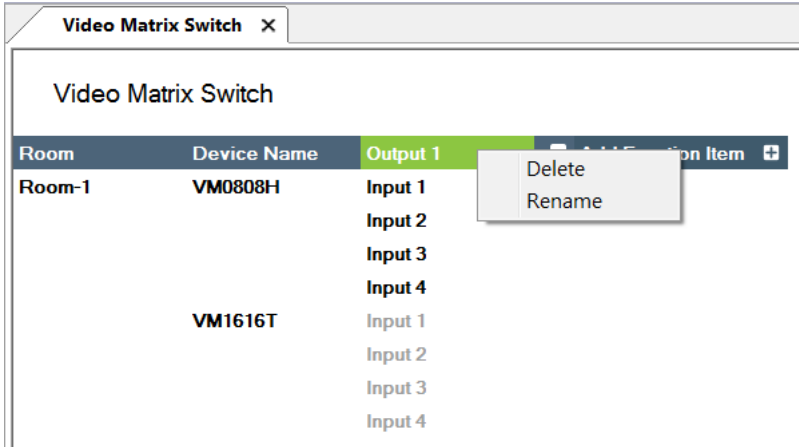 Video Matrix Switch ×
Video Matrix Switch
Room Device Name Output 1 Item
Delete
Rename
Room-1 VM0808H Input 1
Input 2
Input 3
Input 4
VM1616T Input 1
Input 2
Input 3
Input 4